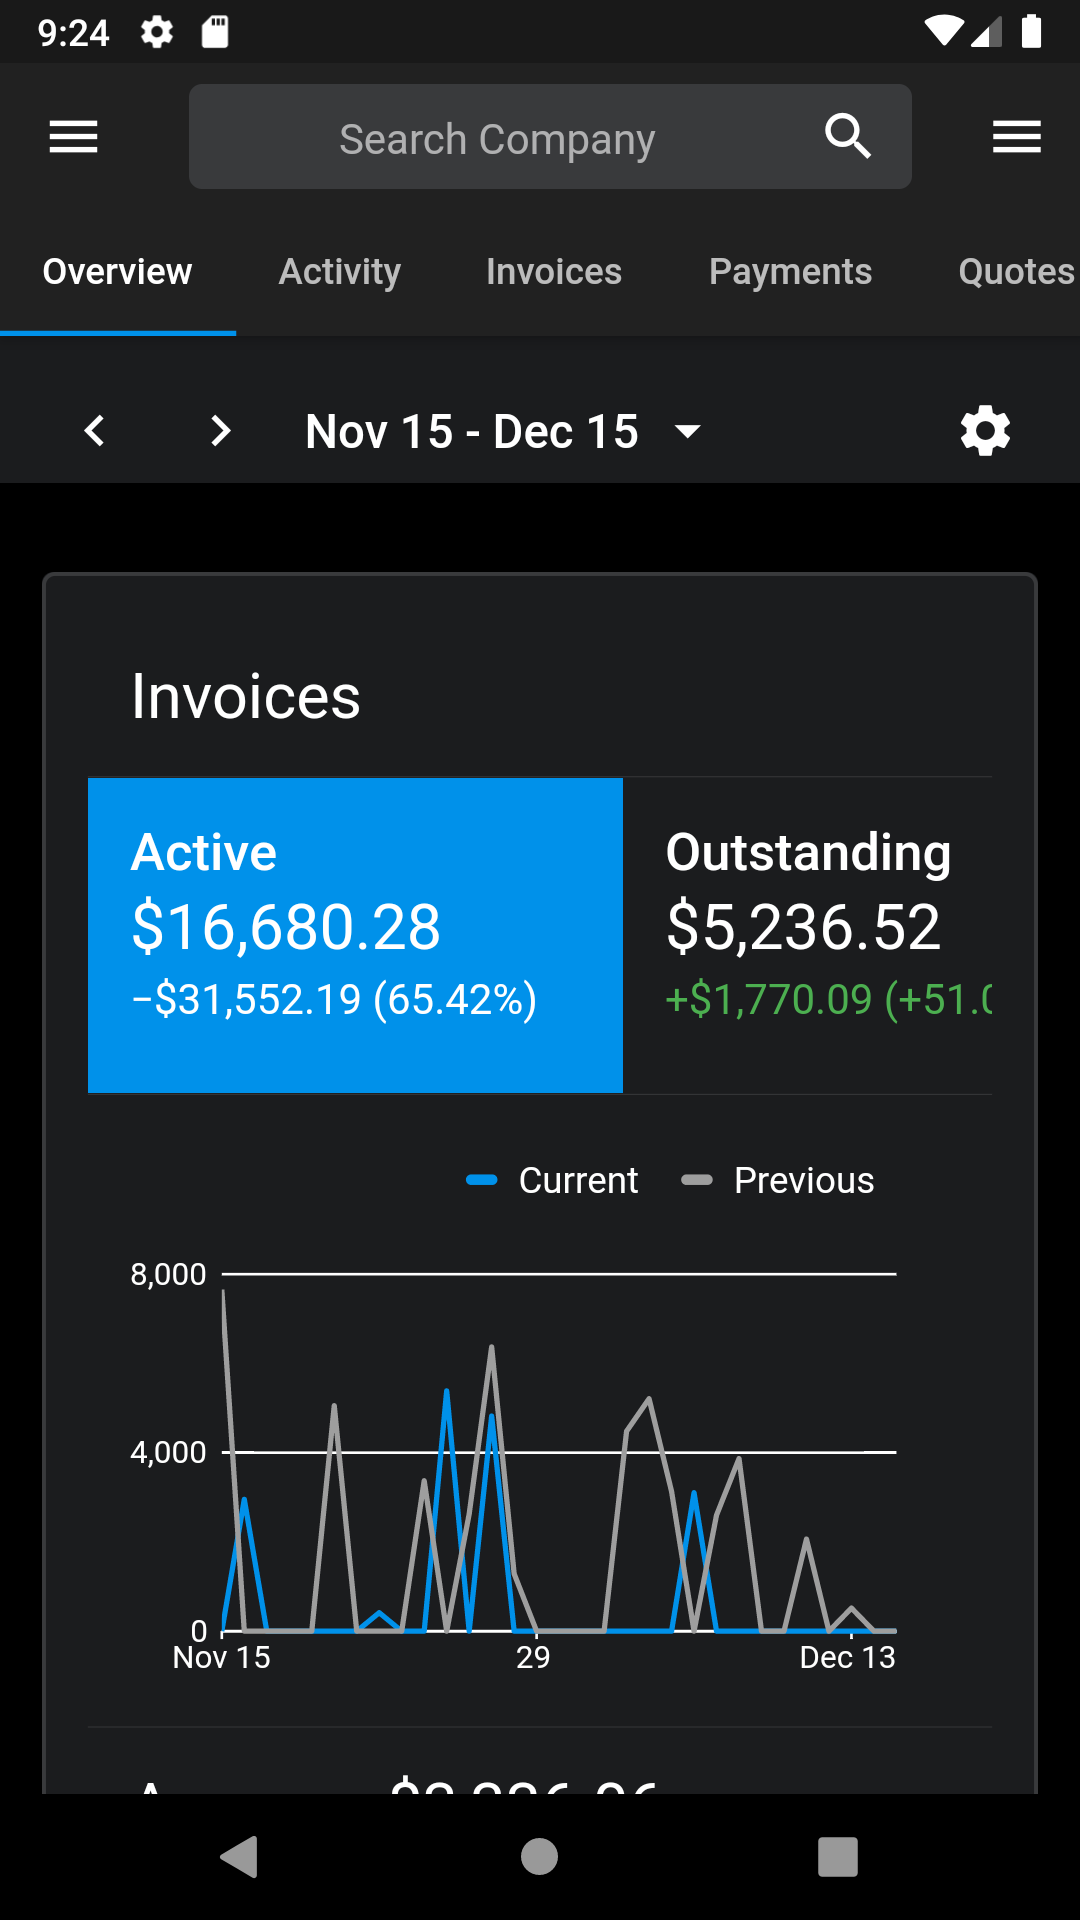 9:24
Search Company
Overview Activity Invoices Payments Quotes
Nov 15 - Dec 15
Invoices
Active Outstanding
$16,680.28 $5,236.52
−$31,552.19 (65.42%) +$1,770.09 (+51.0
Current Previous
8,000
4,000
0
Nov 15 29 Dec 13